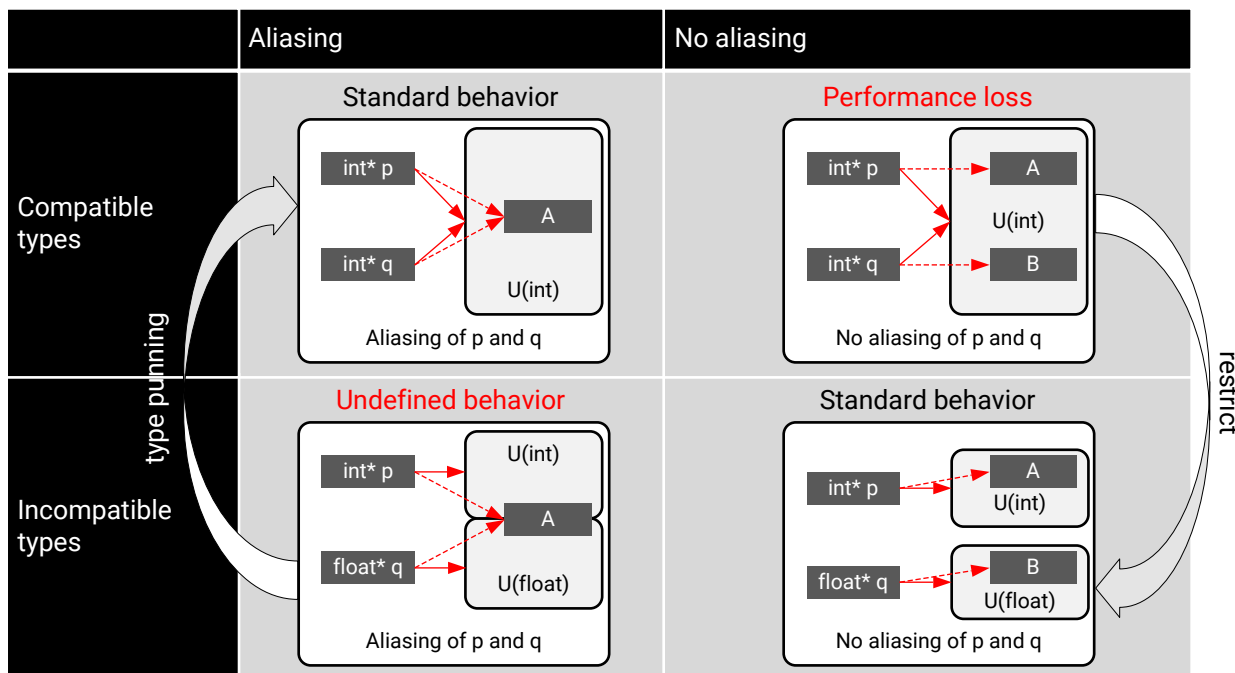 Aliasing
No aliasing
Compatible
types
Standard behavior
int* p
int* q
A
U(int)
Aliasing of p and q
Performance loss
int* p
int* q
A
U(int)
B
No aliasing of p and q
type punning
restrict
Incompatible
types
Undefined behavior
int* p
float* q
U(int)
A
U(float)
Aliasing of p and q
Standard behavior
int* p
float* q
A
U(int)
B
U(float)
No aliasing of p and q